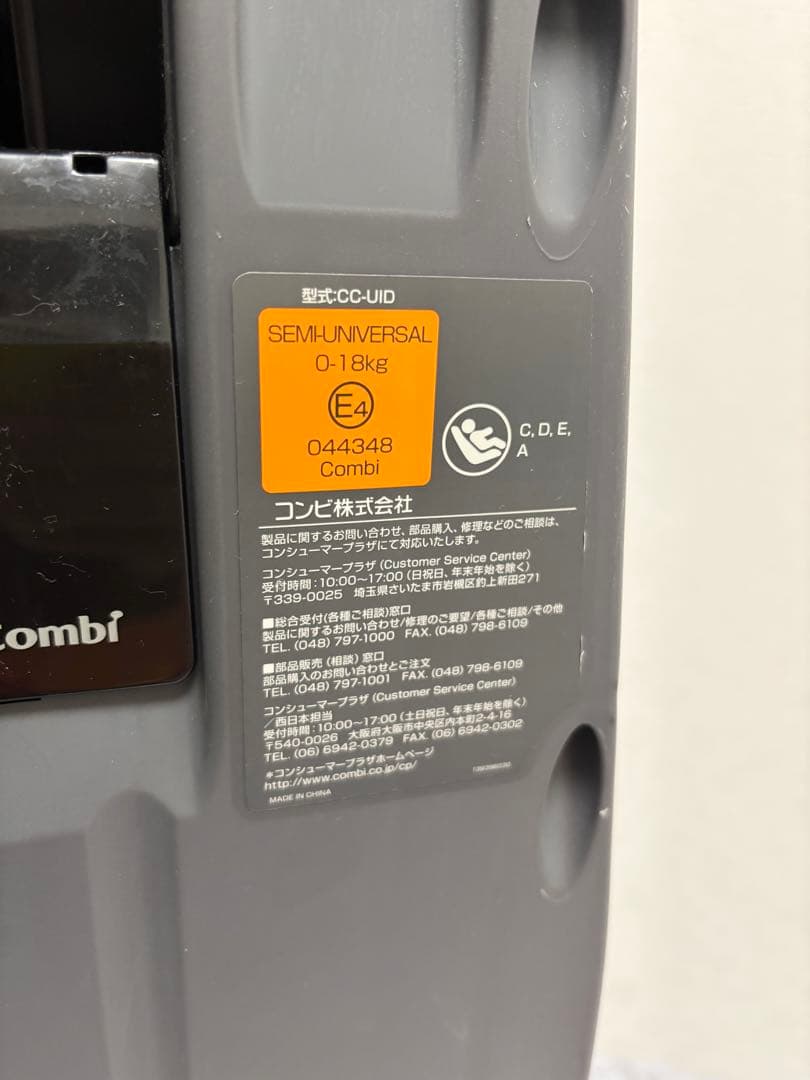 型式:CC-UID
SEMI-UNIVERSAL
0-18kg
E4
044348
Combi
C, D, E,
A
コンビ株式会社
製品に関するお問い合わせ、部品購入、修理などのご相談は、
コンシューマープラザにて対応いたします。
コンシューマープラザ (Customer Service Center)
受付時間:10:00~17:00 (日祝日、年末年始を除く)
〒339-0025 埼玉県さいたま市岩槻区釣上新田271
■総合受付(各種ご相談)窓口
製品に関するお問い合わせ/修理のご要望/各種ご相談/その他
TEL. (048) 797-1000 FAX. (048) 798-6109
■部品販売 (相談) 窓口
部品購入のお問い合わせとご注文
TEL. (048) 797-1001 FAX. (048) 798-6109
コンシューマープラザ (Customer Service Center)
/西日本担当
受付時間:10:00~17:00 (土日祝日、年末年始を除く)
〒540-0026 大阪府大阪市中央区内本町2-4-16
TEL. (06) 6942-0379 FAX. (06) 6942-0302
*コンシューマープラザホームページ
http://www.combi.co.jp/cp/
MADE IN CHINA
Combi